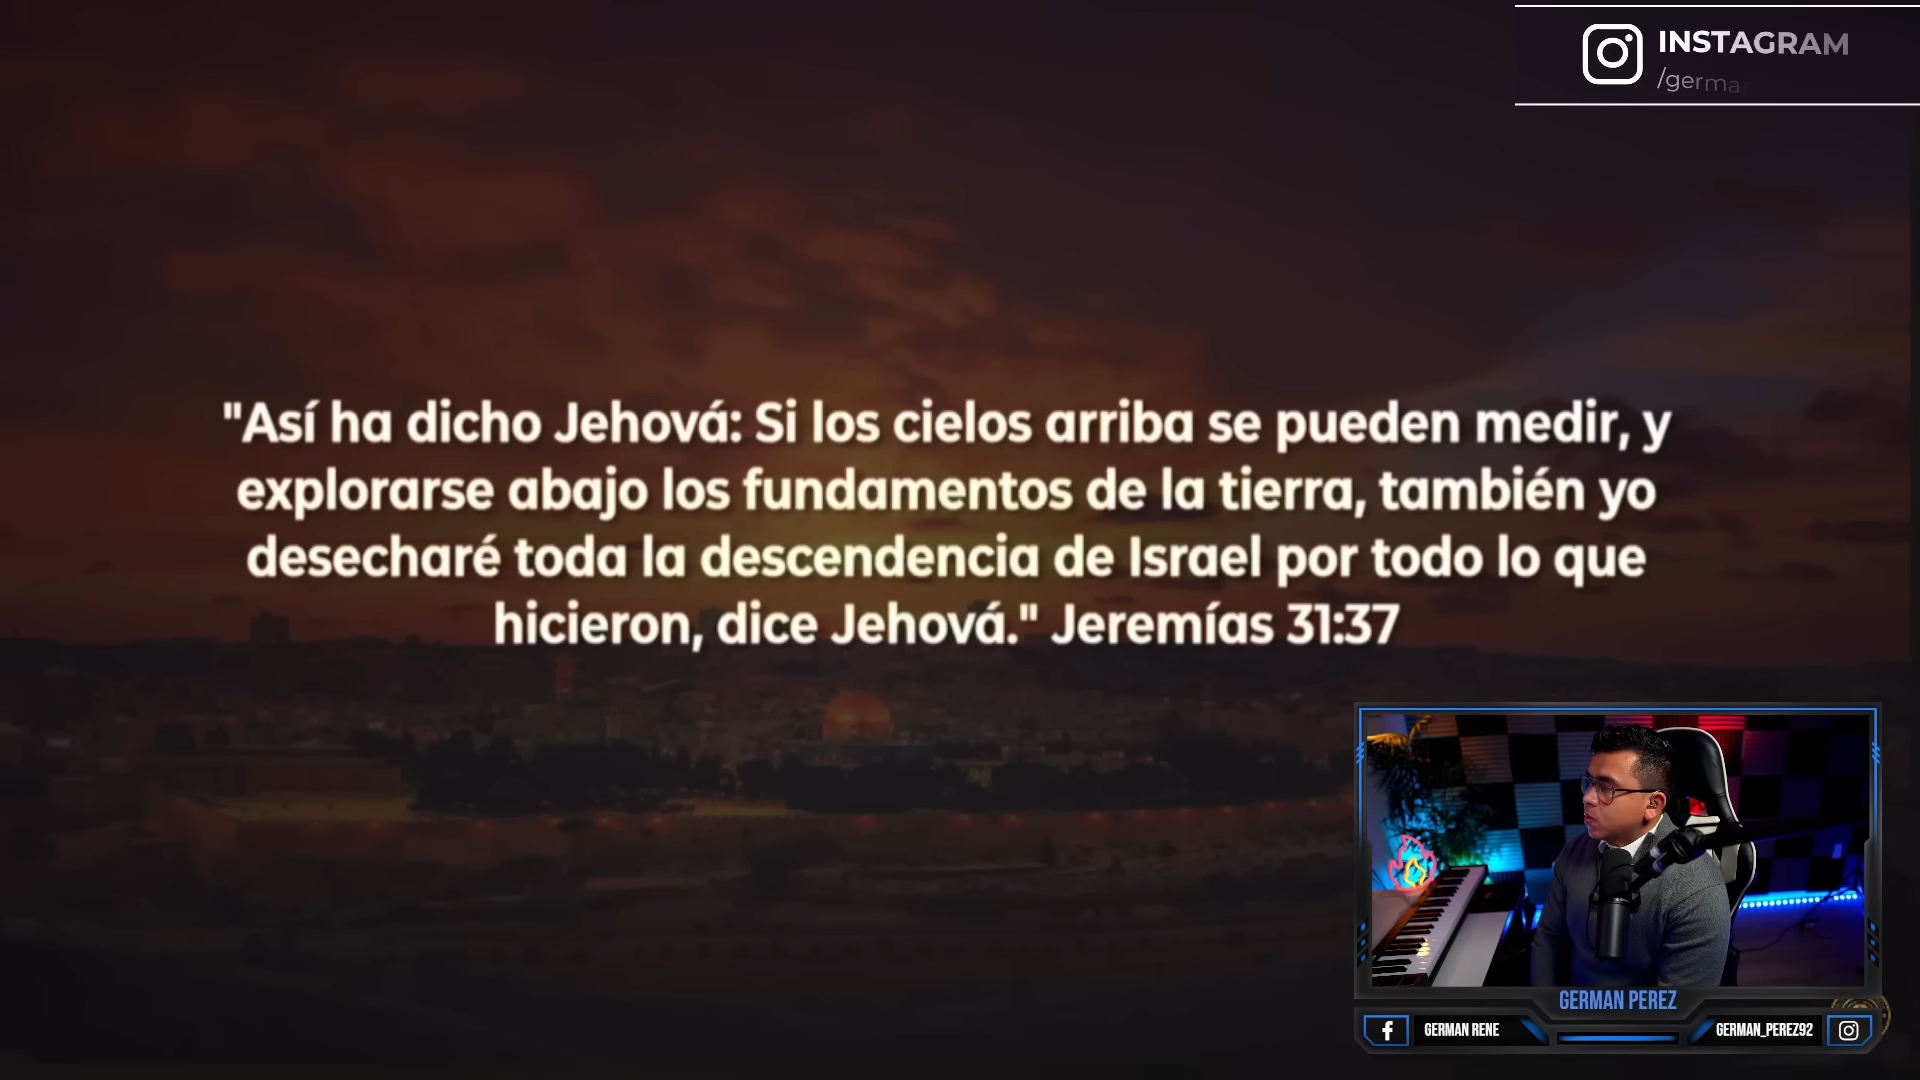 INSTAGRAM
/germa
"Así ha dicho Jehová: Si los cielos arriba se pueden medir, y
explorarse abajo los fundamentos de la tierra, también yo
desecharé toda la descendencia de Israel por todo lo que
hicieron, dice Jehová." Jeremías 31:37
GERMAN PEREZ
GERMAN RENE
GERMAN_PEREZ92